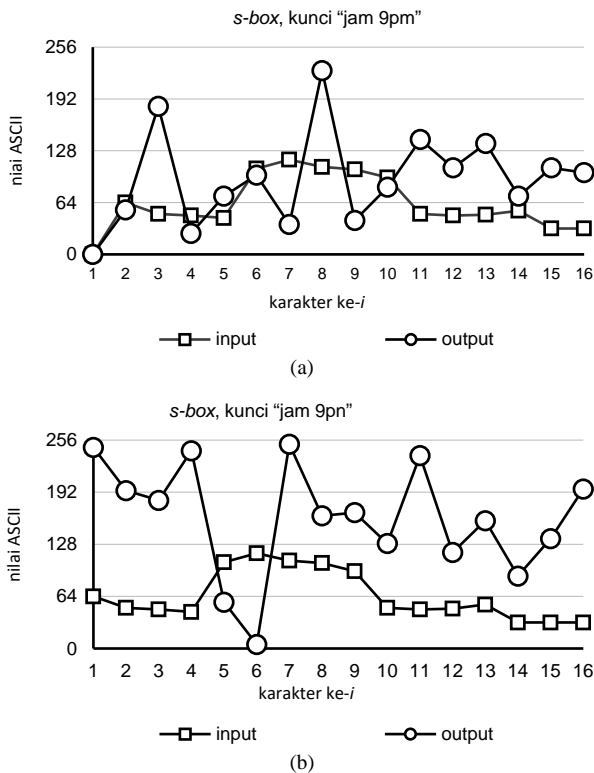 s-box, kunci “jam 9pm”
256
192
128
64
0
niai ASCII
1 2 3 4 5 6 7 8 9 10 11 12 13 14 15 16
karakter ke-i
input output
(a)
s-box, kunci “jam 9pn”
256
192
128
64
0
nilai ASCII
1 2 3 4 5 6 7 8 9 10 11 12 13 14 15 16
karakter ke-i
input output
(b)